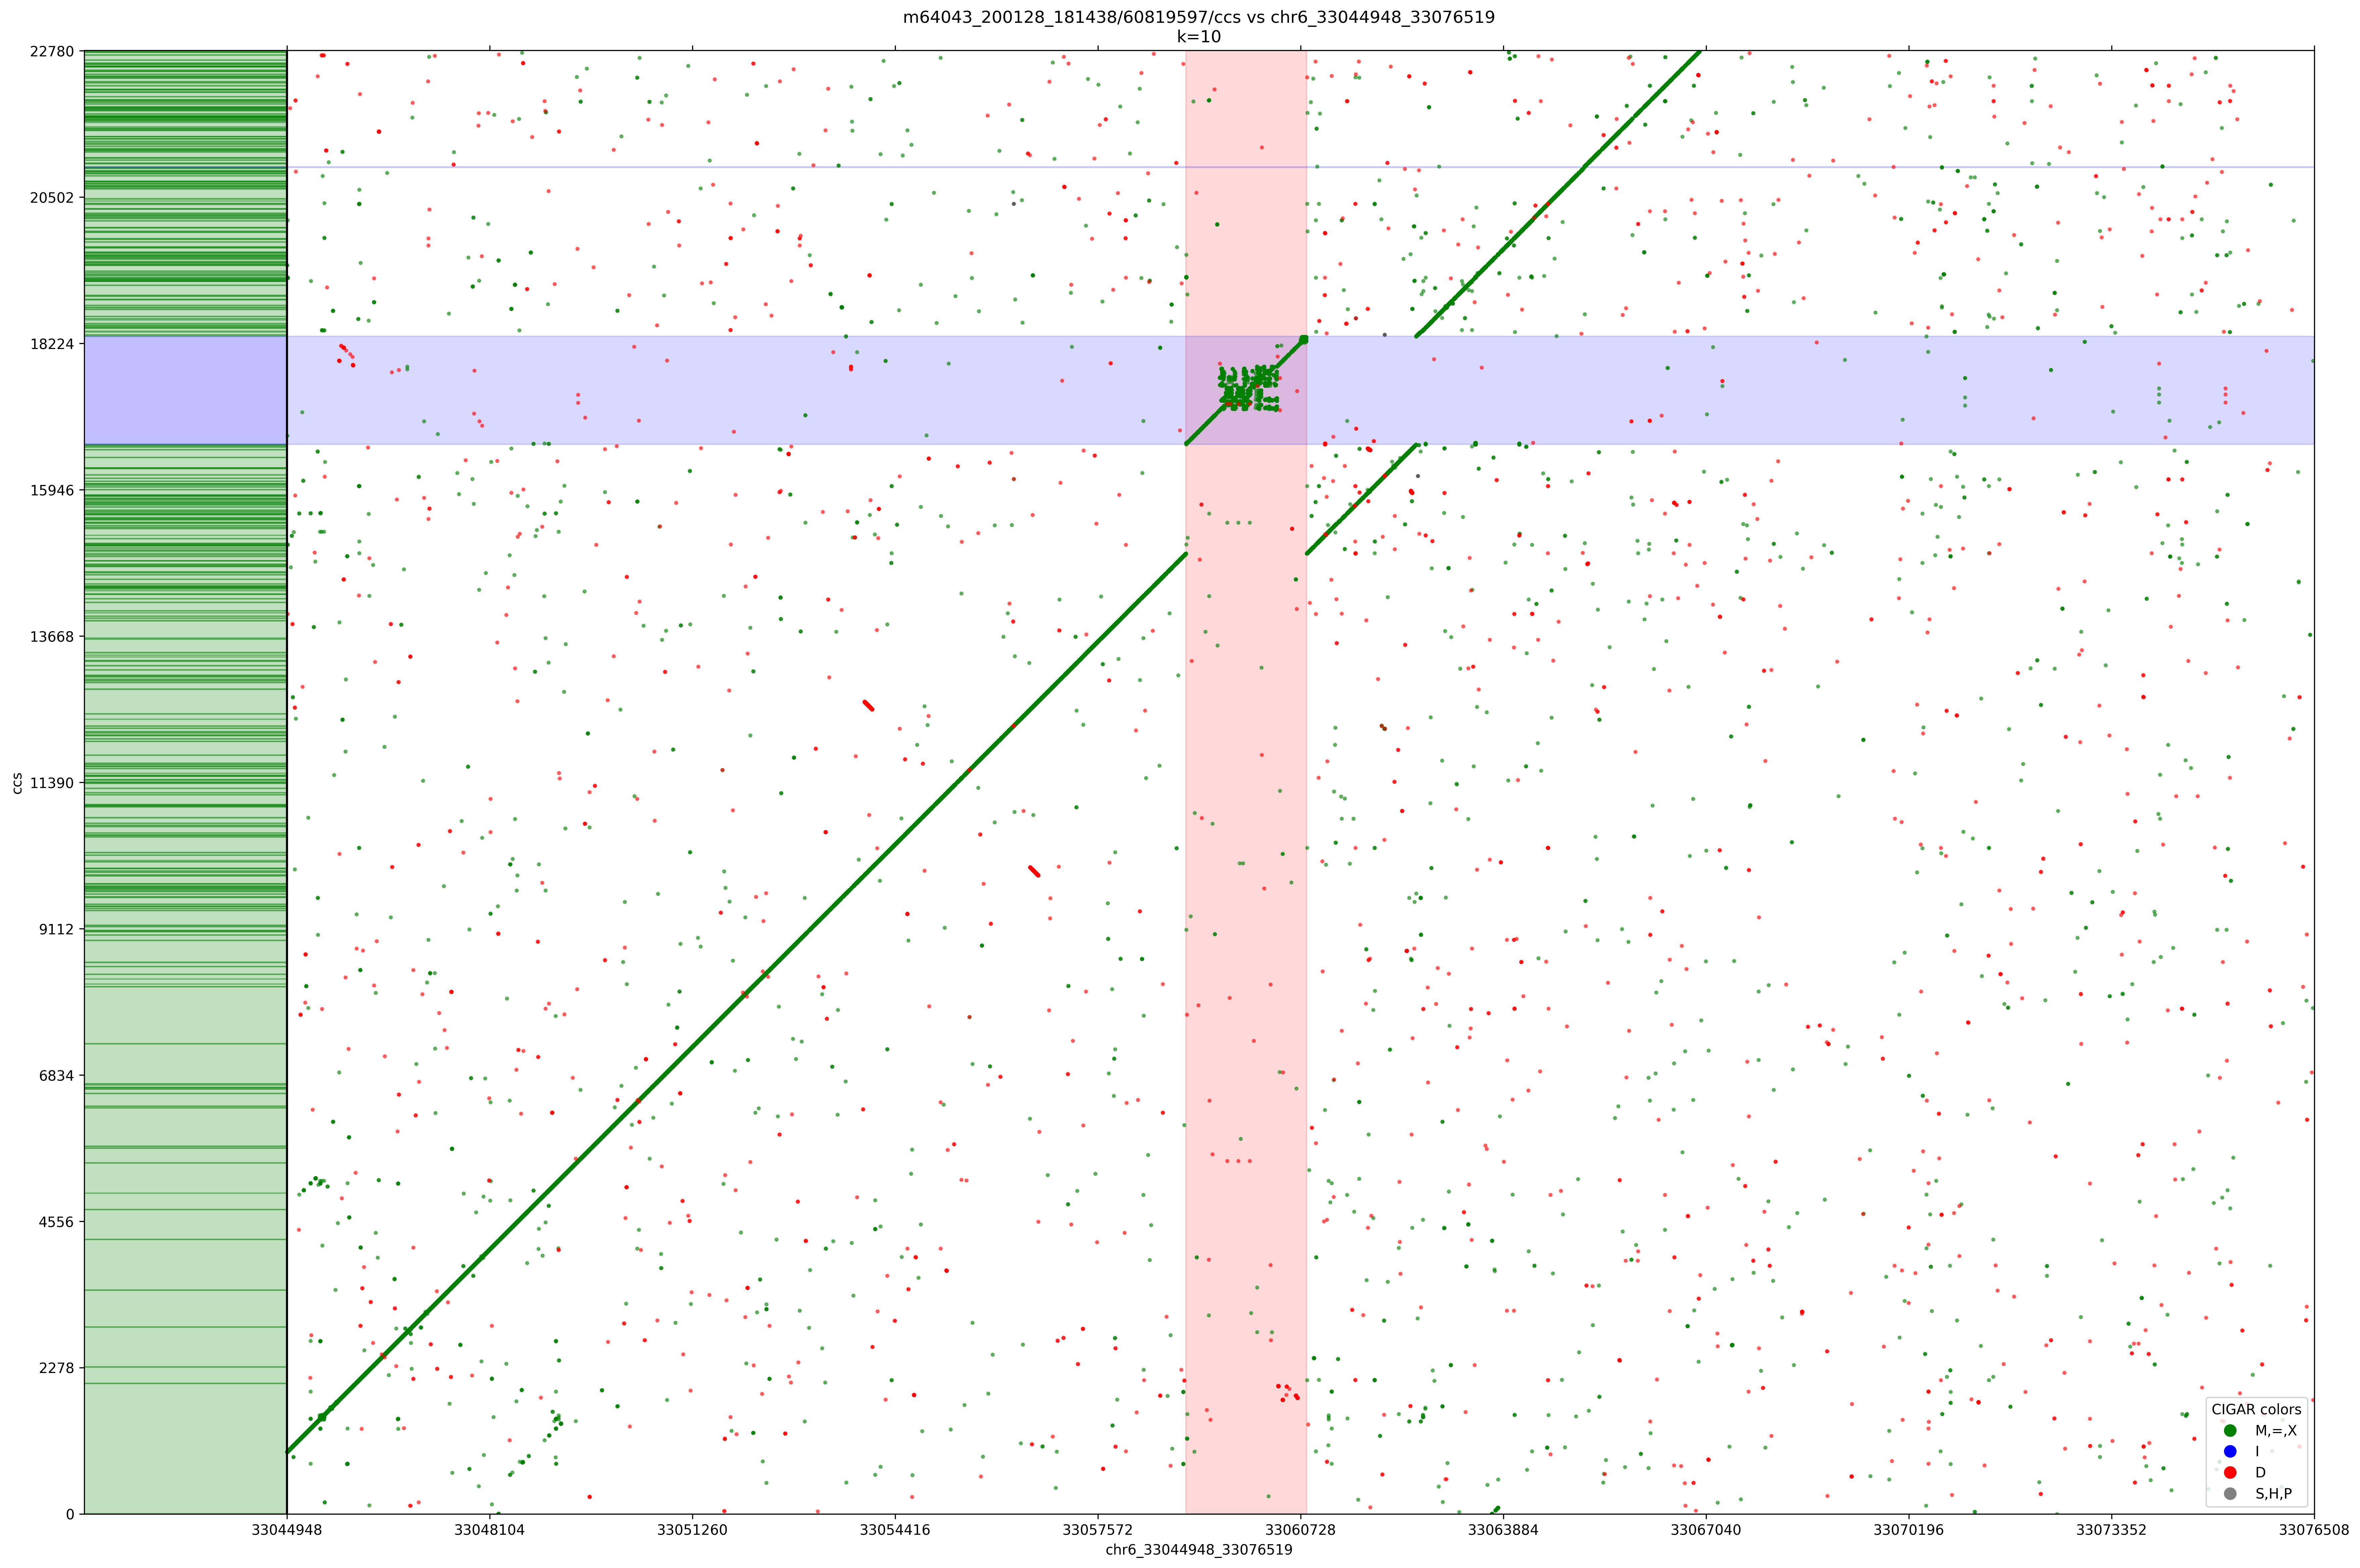 m64043_200128_181438/60819597/ccs vs chr6_33044948_33076519
k=10
22780
20502
18224
15946
13668
11390
9112
6834
4556
2278
0
ccs
CIGAR colors
M,=,X
I
D
S,H,P
33044948
33048104
33051260
33054416
33057572
33060728
33063884
33067040
33070196
33073352
33076508
chr6_33044948_33076519